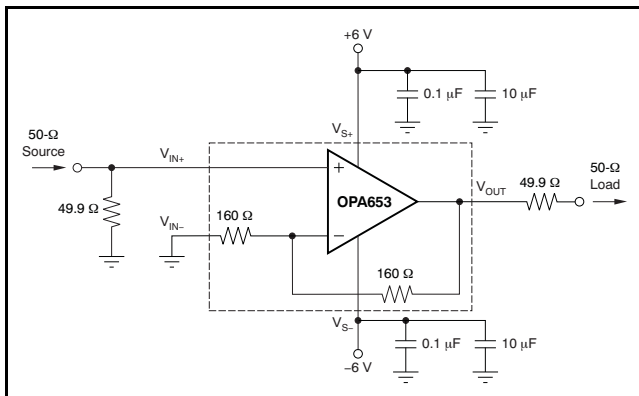 +6 V
0.1 μF
10 μF
V_S+
50-Ω
Source
V_IN+
49.9 Ω
V_IN–
160 Ω
+
–
OPA653
160 Ω
V_OUT
49.9 Ω
50-Ω
Load
V_S–
0.1 μF
10 μF
–6 V